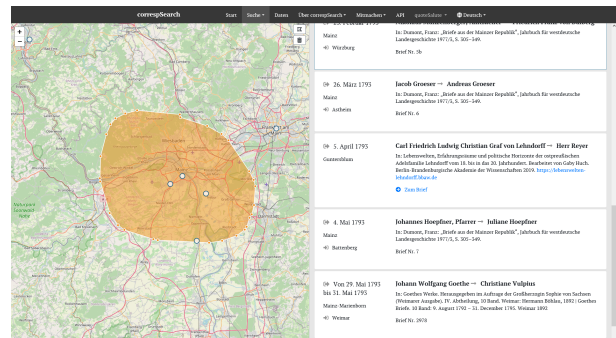 correspSearch
Start Suche Daten Über correspSearch Mitmachen API quoteSalute Deutsch
+
−
Wiesbaden
Mainz
Darmstadt
Mainz
Würzburg
In: Dumont, Franz: „Briefe aus der Mainzer Republik", Jahrbuch für westdeutsche
Landesgeschichte 1977/3, S. 305–349.
Brief Nr. 5b
26. März 1793
Mainz
Astheim
Jacob Groeser → Andreas Groeser
In: Dumont, Franz: „Briefe aus der Mainzer Republik", Jahrbuch für westdeutsche
Landesgeschichte 1977/3, S. 305–349.
Brief Nr. 6
5. April 1793
Guntersblum
Carl Friedrich Ludwig Christian Graf von Lehndorff → Herr Reyer
In: Lebenswelten, Erfahrungsräume und politische Horizonte der ostpreußischen
Adelsfamilie Lehndorff vom 18. bis in das 20. Jahrhundert. Bearbeitet von Gaby Huch.
Berlin-Brandenburgische Akademie der Wissenschaften 2019. https://lebenswelten-
lehndorff.bbaw.de
Zum Brief
4. Mai 1793
Mainz
Battenberg
Johannes Hoepfner, Pfarrer → Juliane Hoepfner
In: Dumont, Franz: „Briefe aus der Mainzer Republik", Jahrbuch für westdeutsche
Landesgeschichte 1977/3, S. 305–349.
Brief Nr. 7
Von 29. Mai 1793
bis 31. Mai 1793
Mainz-Marienborn
Weimar
Johann Wolfgang Goethe → Christiane Vulpius
In: Goethes Werke. Herausgegeben im Auftrage der Großherzogin Sophie von Sachsen
(Weimarer Ausgabe). IV. Abtheilung, 10 Band. Weimar: Hermann Böhlau, 1892 | Goethes
Briefe. 10 Band: 9. August 1792 – 31. December 1795. Weimar 1892
Brief Nr. 2978